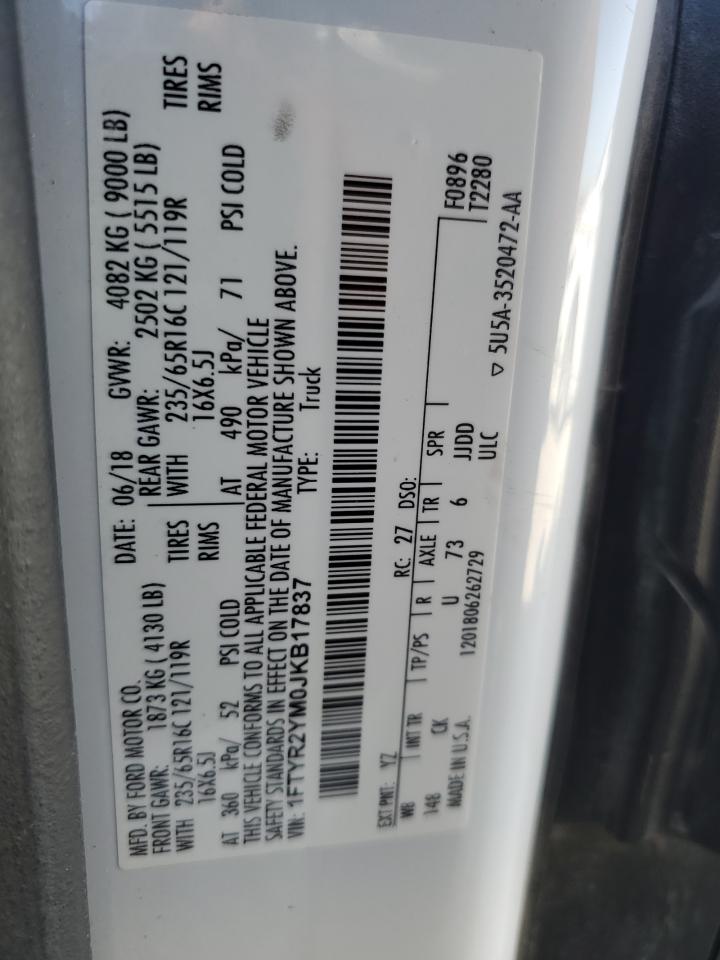 MFD. BY FORD MOTOR CO.
DATE: 06/18 GVWR: 4082 KG ( 9000 LB)
FRONT GAWR: 1873 KG ( 4130 LB)
REAR GAWR: 2502 KG ( 5515 LB)
WITH 235/65R16C 121/119R TIRES
WITH 235/65R16C 121/119R TIRES
16X6.5J RIMS
16X6.5J RIMS
AT 360 kPa/ 52 PSI COLD
AT 490 kPa/ 71 PSI COLD
THIS VEHICLE CONFORMS TO ALL APPLICABLE FEDERAL MOTOR VEHICLE
SAFETY STANDARDS IN EFFECT ON THE DATE OF MANUFACTURE SHOWN ABOVE.
VIN: 1FTYR2YM0JKB17837 TYPE: Truck
EXT PNT: YZ RC: 27 DSO:
WB INT TR TP/PS R AXLE TR SPR F0896
148 CK U 73 6 JJDD T2280
MADE IN U.S.A. 1201806262729 ULC
▽ 5U5A-3520472-AA